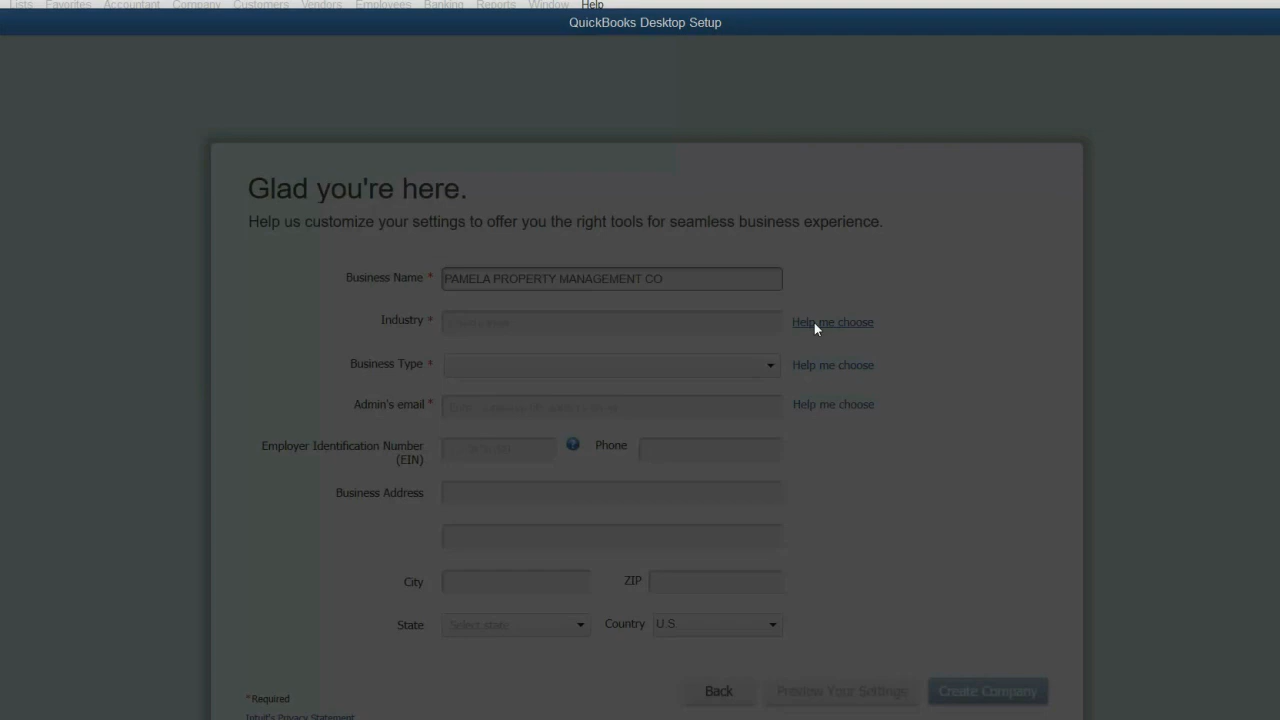 Lists Favorites Accountant Company Customers Vendors Employees Banking Reports Window Help
QuickBooks Desktop Setup
Glad you're here.
Help us customize your settings to offer you the right tools for seamless business experience.
Business Name * PAMELA PROPERTY MANAGEMENT CO
Industry * Help me choose
Business Type * Help me choose
Admin's email * Help me choose
Employer Identification Number (EIN) Phone
Business Address
City ZIP
State Select state Country U.S.
Back Preview Your Settings Create Company
* Required
Intuit's Privacy Statement